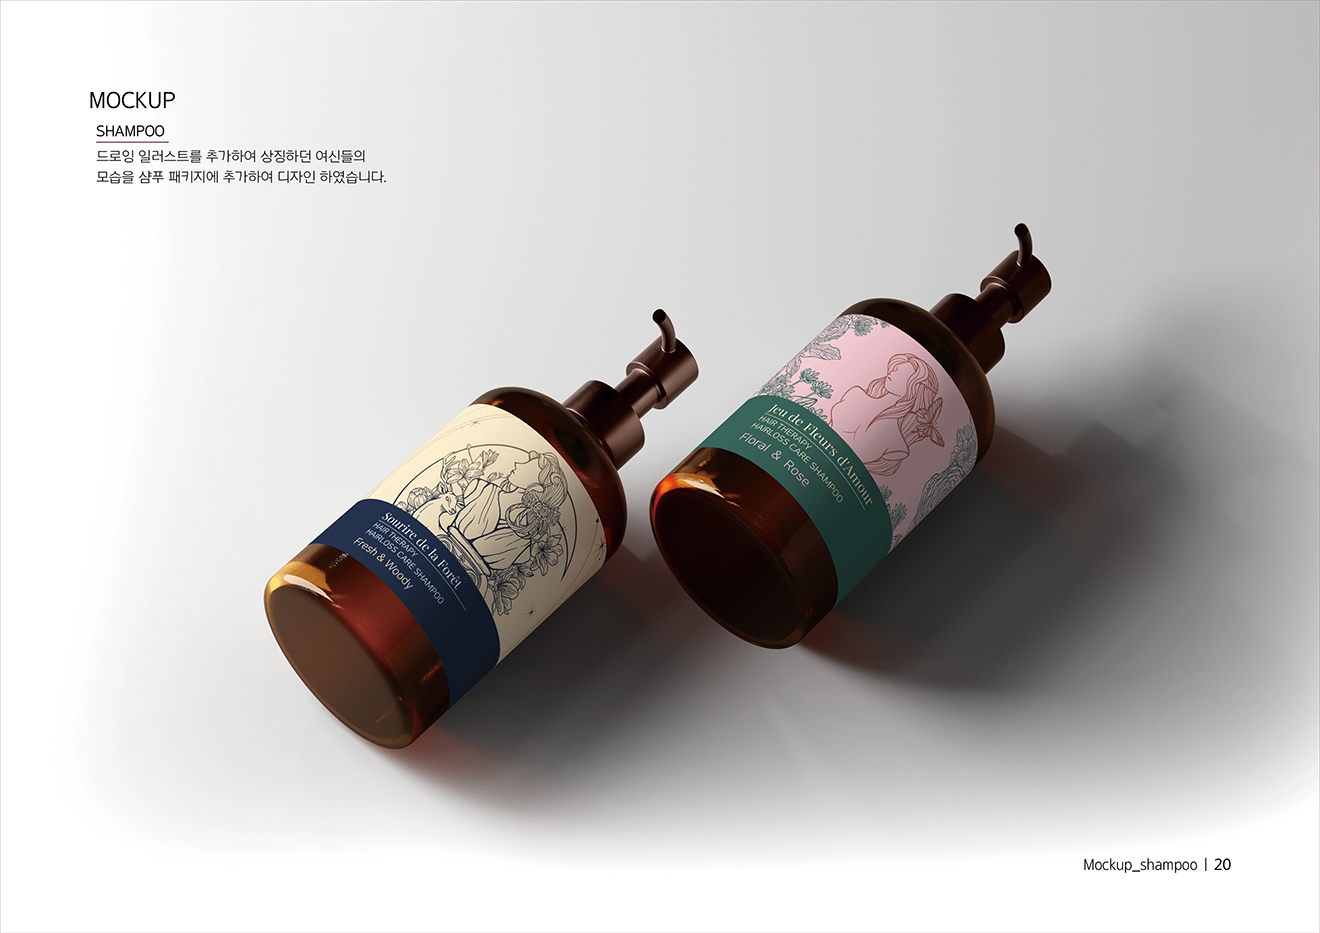 MOCKUP
SHAMPOO
드로잉 일러스트를 추가하여 상징하던 여신들의
모습을 샴푸 패키지에 추가하여 디자인 하였습니다.
Jeu de Fleurs d'Amour
HAIR THERAPY
HAIRLOSS CARE SHAMPOO
Floral & Rose
Sourire de la Forêt
HAIR THERAPY
HAIRLOSS CARE SHAMPOO
Fresh & Woody
Mockup_shampoo | 20